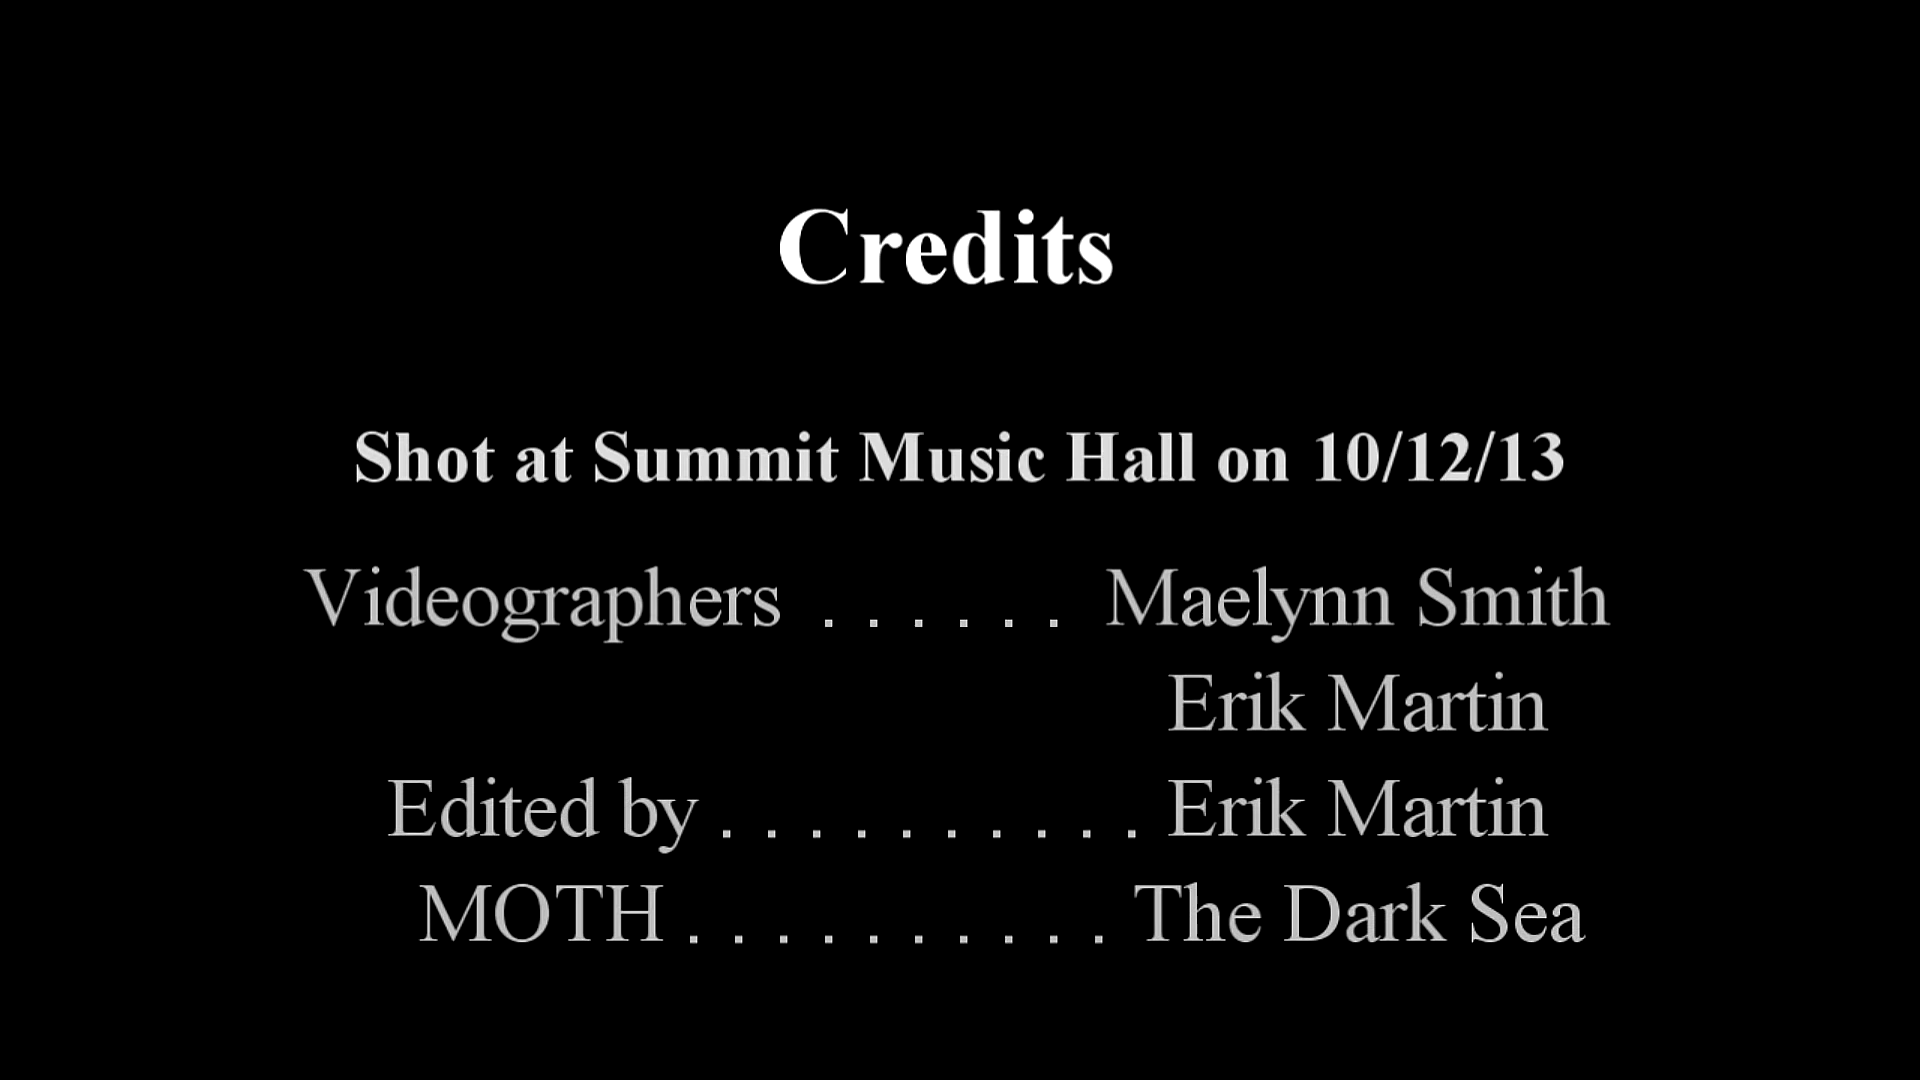 Credits
Shot at Summit Music Hall on 10/12/13
Videographers . . . . . . Maelynn Smith
Erik Martin
Edited by . . . . . . . . . . Erik Martin
MOTH . . . . . . . . . . The Dark Sea